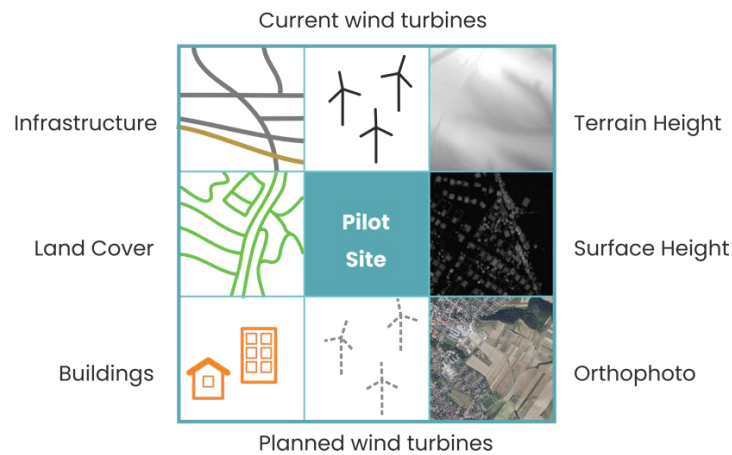 Current wind turbines
Infrastructure
Terrain Height
Land Cover
Pilot
Site
Surface Height
Buildings
Orthophoto
Planned wind turbines